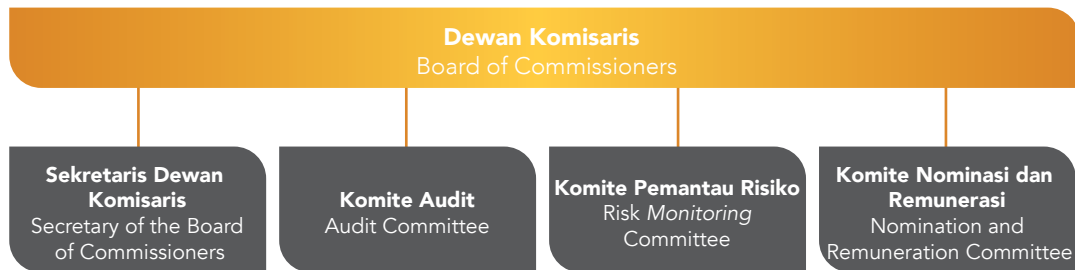 Dewan Komisaris
Board of Commissioners
Sekretaris Dewan
Komisaris
Secretary of the Board
of Commissioners
Komite Audit
Audit Committee
Komite Pemantau Risiko
Risk Monitoring
Committee
Komite Nominasi dan
Remunerasi
Nomination and
Remuneration Committee